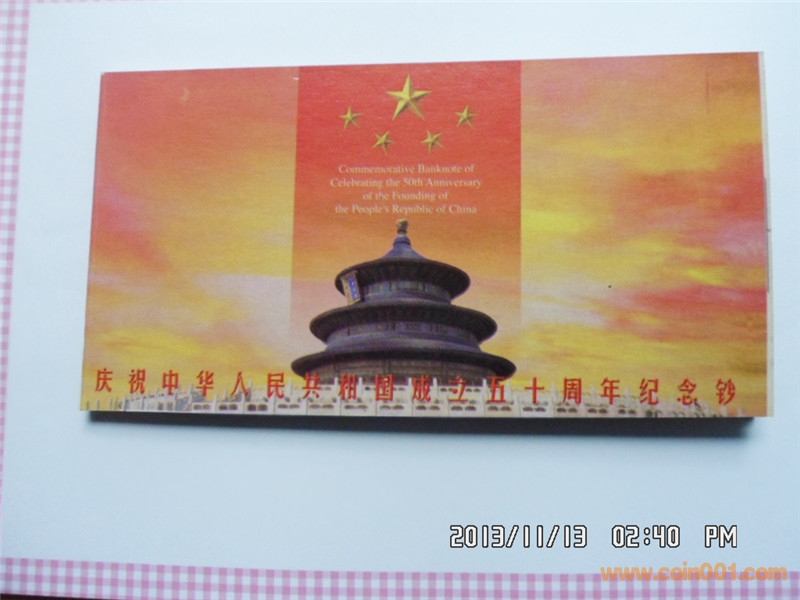 Commemorative Banknote of
Celebrating the 50th Anniversary
of the Founding of
the People's Republic of China
庆祝中华人民共和国成立五十周年纪念钞
2013/11/13 02:40 PM
www.coin001.com